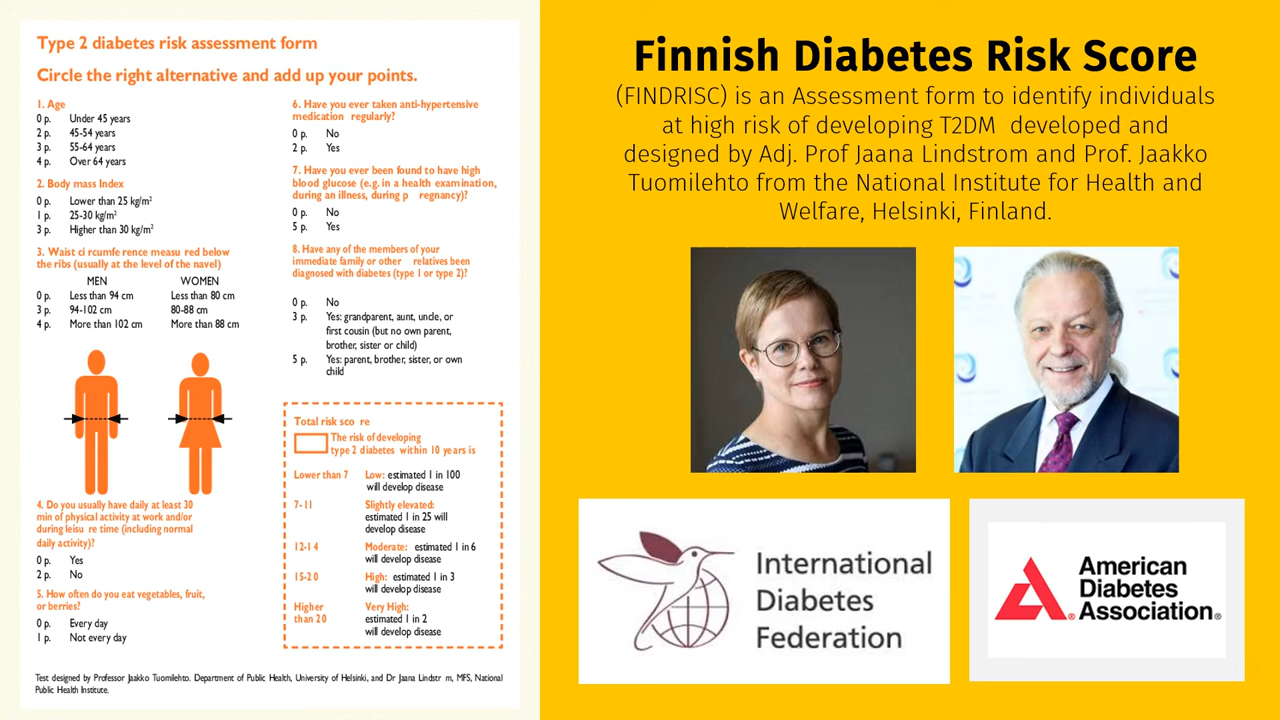 Type 2 diabetes risk assessment form
Circle the right alternative and add up your points.
1. Age
0 p. Under 45 years
2 p. 45-54 years
3 p. 55-64 years
4 p. Over 64 years
2. Body mass Index
0 p. Lower than 25 kg/m²
1 p. 25-30 kg/m²
3 p. Higher than 30 kg/m²
3. Waist ci rcumfe rence measu red below
the ribs (usually at the level of the navel)
MEN WOMEN
0 p. Less than 94 cm Less than 80 cm
3 p. 94-102 cm 80-88 cm
4 p. More than 102 cm More than 88 cm
4. Do you usually have daily at least 30
min of physical activity at work and/or
during leisu re time (including normal
daily activity)?
0 p. Yes
2 p. No
5. How often do you eat vegetables, fruit,
or berries?
0 p. Every day
1 p. Not every day
6. Have you ever taken anti-hypertensive
medication regularly?
0 p. No
2 p. Yes
7. Have you ever been found to have high
blood glucose (e.g. in a health examination,
during an illness, during p regnancy)?
0 p. No
5 p. Yes
8. Have any of the members of your
immediate family or other relatives been
diagnosed with diabetes (type 1 or type 2)?
0 p. No
3 p. Yes: grandparent, aunt, uncle, or
first cousin (but no own parent,
brother, sister or child)
5 p. Yes: parent, brother, sister, or own
child
Total risk sco re
The risk of developing
type 2 diabetes within 10 years is
Lower than 7 Low: estimated 1 in 100
will develop disease
7-11 Slightly elevated:
estimated 1 in 25 will
develop disease
12-14 Moderate: estimated 1 in 6
will develop disease
15-20 High: estimated 1 in 3
will develop disease
Higher Very High:
than 20 estimated 1 in 2
will develop disease
Test designed by Professor Jaakko Tuomilehto. Department of Public Health, University of Helsinki, and Dr Jaana Lindstr m, MFS, National
Public Health Institute.
Finnish Diabetes Risk Score
(FINDRISC) is an Assessment form to identify individuals
at high risk of developing T2DM developed and
designed by Adj. Prof Jaana Lindstrom and Prof. Jaakko
Tuomilehto from the National Institute for Health and
Welfare, Helsinki, Finland.
International
Diabetes
Federation
American
Diabetes
Association®